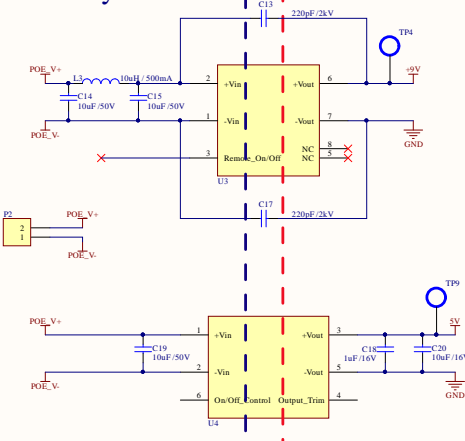 C13
220pF/2kV
TP4
POE_V+
L3
10uH / 500mA
2
+Vin
+Vout
6
+9V
C14
10uF /50V
C15
10uF /50V
1
-Vin
-Vout
7
POE_V-
GND
NC
8
3
Remote_On/Off
NC
5
U3
C17
220pF/2kV
P2
POE_V+
2
1
POE_V-
TP9
POE_V+
5V
1
+Vin
+Vout
3
C19
10uF/50V
C18
1uF/16V
C20
10uF/16V
2
-Vin
-Vout
5
POE_V-
GND
6
On/Off_Control
Output_Trim
4
U4